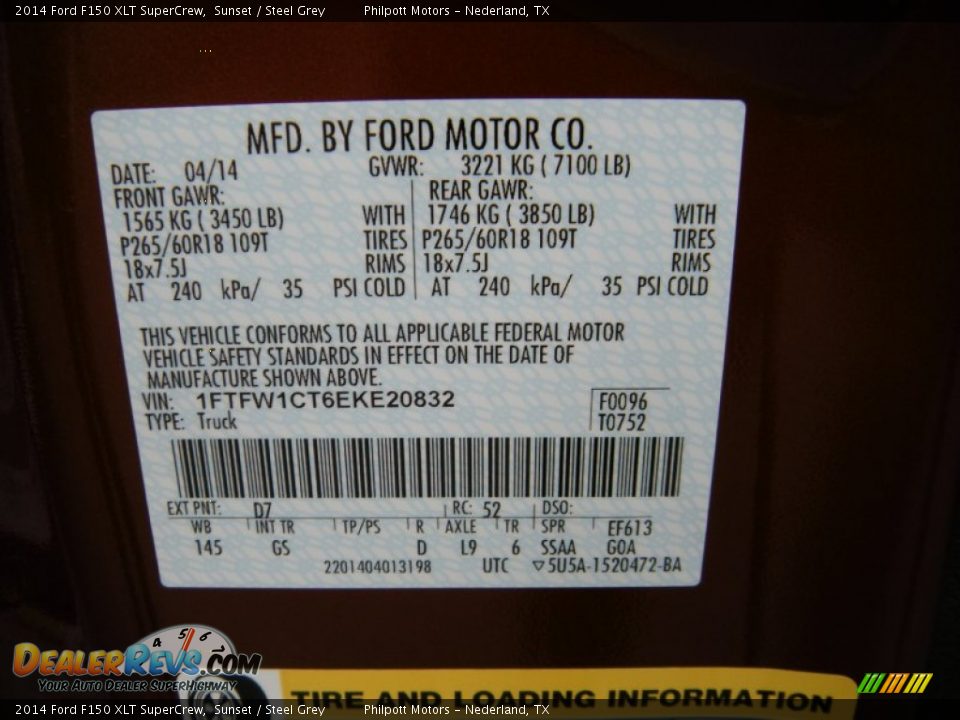 2014 Ford F150 XLT SuperCrew, Sunset / Steel Grey Philpott Motors - Nederland, TX
...
MFD. BY FORD MOTOR CO.
DATE: 04/14 GVWR: 3221 KG ( 7100 LB)
FRONT GAWR: REAR GAWR:
1565 KG ( 3450 LB) WITH 1746 KG ( 3850 LB) WITH
P265/60R18 109T TIRES P265/60R18 109T TIRES
18x7.5J RIMS 18x7.5J RIMS
AT 240 kPa/ 35 PSI COLD AT 240 kPa/ 35 PSI COLD
THIS VEHICLE CONFORMS TO ALL APPLICABLE FEDERAL MOTOR
VEHICLE SAFETY STANDARDS IN EFFECT ON THE DATE OF
MANUFACTURE SHOWN ABOVE.
VIN: 1FTFW1CT6EKE20832 F0096
TYPE: Truck T0752
EXT PNT: D7 RC: 52 DSO:
WB INT TR TP/PS R AXLE TR SPR EF613
145 GS D L9 6 SSAA G0A
2201404013198 UTC ▽5U5A-1520472-BA
4 5 6
DEALERREVS.COM
YOUR AUTO DEALER SUPERHIGHWAY
TIRE AND LOADING INFORMATION
2014 Ford F150 XLT SuperCrew, Sunset / Steel Grey Philpott Motors - Nederland, TX